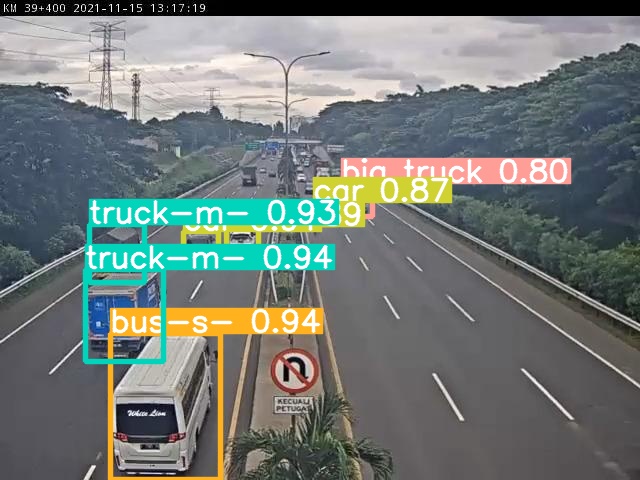 KM 39+400 2021-11-15 13:17:19
big truck 0.80
car 0.87
truck-m- 0.93
truck-m- 0.94
bus-s- 0.94
White Lion
KECUALI
PETUGAS